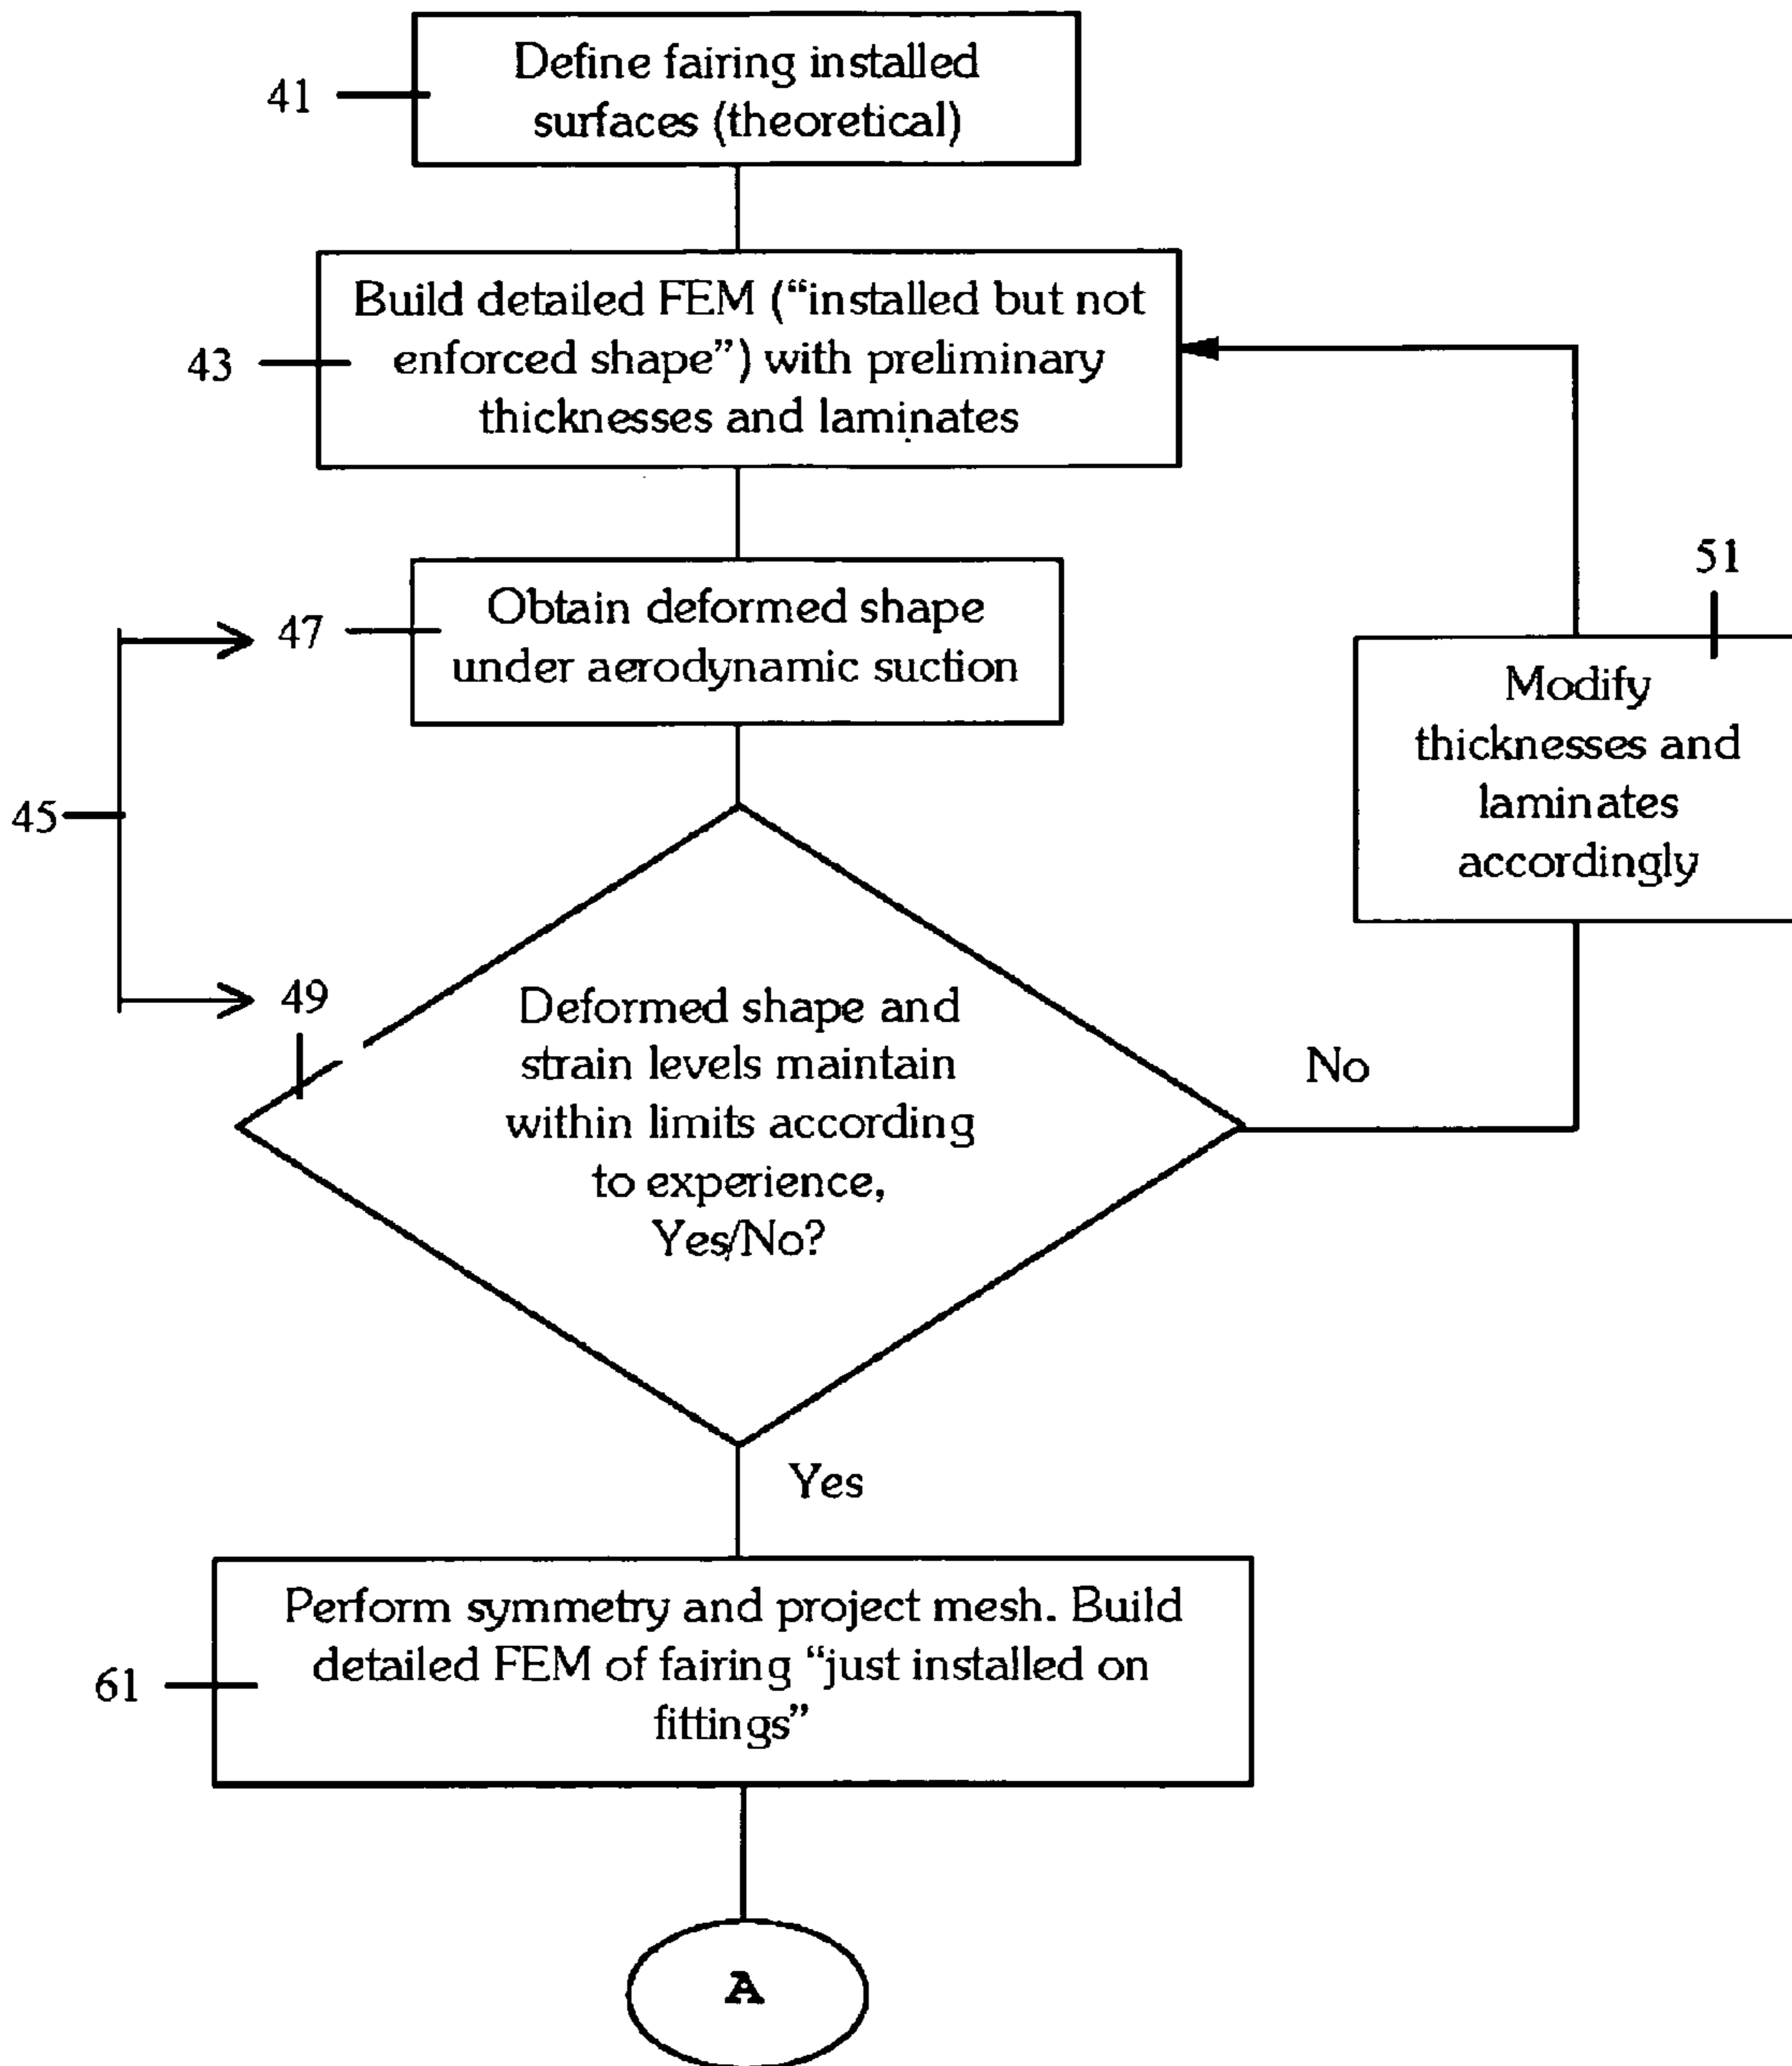 41
Define fairing installed
surfaces (theoretical)
43
Build detailed FEM (“installed but not
enforced shape”) with preliminary
thicknesses and laminates
47
Obtain deformed shape
under aerodynamic suction
51
Modify
thicknesses and
laminates
accordingly
45
49
Deformed shape and
strain levels maintain
within limits according
to experience,
Yes/No?
No
Yes
61
Perform symmetry and project mesh. Build
detailed FEM of fairing “just installed on
fittings”
A